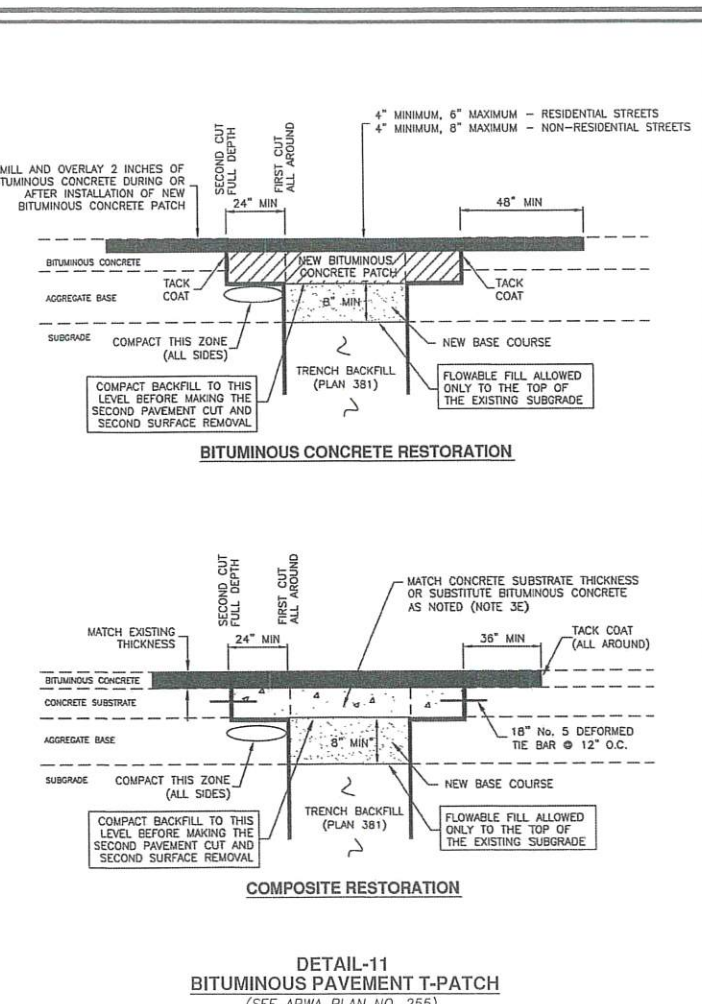 4" MINIMUM, 6" MAXIMUM - RESIDENTIAL STREETS
4" MINIMUM, 8" MAXIMUM - NON-RESIDENTIAL STREETS
MILL AND OVERLAY 2 INCHES OF
TUMINOUS CONCRETE DURING OR
AFTER INSTALLATION OF NEW
BITUMINOUS CONCRETE PATCH
SECOND CUT
FULL DEPTH
FIRST CUT
ALL AROUND
24" MIN
48" MIN
BITUMINOUS CONCRETE
NEW BITUMINOUS
CONCRETE PATCH
TACK
COAT
TACK
COAT
AGGREGATE BASE
8" MIN
SUBGRADE
COMPACT THIS ZONE
(ALL SIDES)
NEW BASE COURSE
TRENCH BACKFILL
(PLAN 381)
COMPACT BACKFILL TO THIS
LEVEL BEFORE MAKING THE
SECOND PAVEMENT CUT AND
SECOND SURFACE REMOVAL
FLOWABLE FILL ALLOWED
ONLY TO THE TOP OF
THE EXISTING SUBGRADE
BITUMINOUS CONCRETE RESTORATION
SECOND CUT
FULL DEPTH
FIRST CUT
ALL AROUND
MATCH CONCRETE SUBSTRATE THICKNESS
OR SUBSTITUTE BITUMINOUS CONCRETE
AS NOTED (NOTE 3E)
MATCH EXISTING
THICKNESS
24" MIN
36" MIN
TACK COAT
(ALL AROUND)
BITUMINOUS CONCRETE
CONCRETE SUBSTRATE
AGGREGATE BASE
8" MIN
18" No. 5 DEFORMED
TIE BAR @ 12" O.C.
SUBGRADE
COMPACT THIS ZONE
(ALL SIDES)
NEW BASE COURSE
TRENCH BACKFILL
(PLAN 381)
COMPACT BACKFILL TO THIS
LEVEL BEFORE MAKING THE
SECOND PAVEMENT CUT AND
SECOND SURFACE REMOVAL
FLOWABLE FILL ALLOWED
ONLY TO THE TOP OF
THE EXISTING SUBGRADE
COMPOSITE RESTORATION
DETAIL-11
BITUMINOUS PAVEMENT T-PATCH
(SEE APWA PLAN NO. 255)